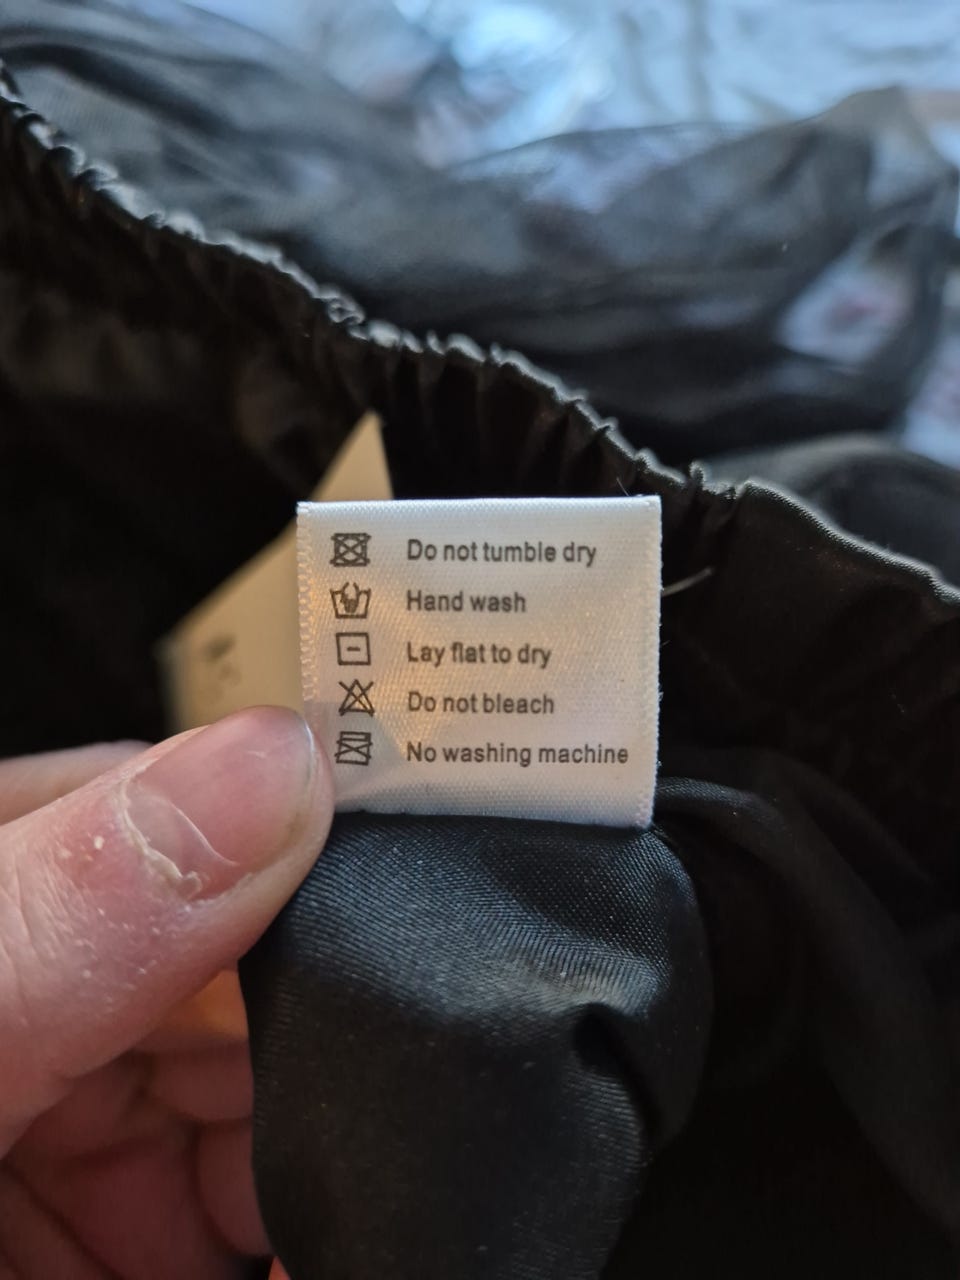 Do not tumble dry
Hand wash
Lay flat to dry
Do not bleach
No washing machine